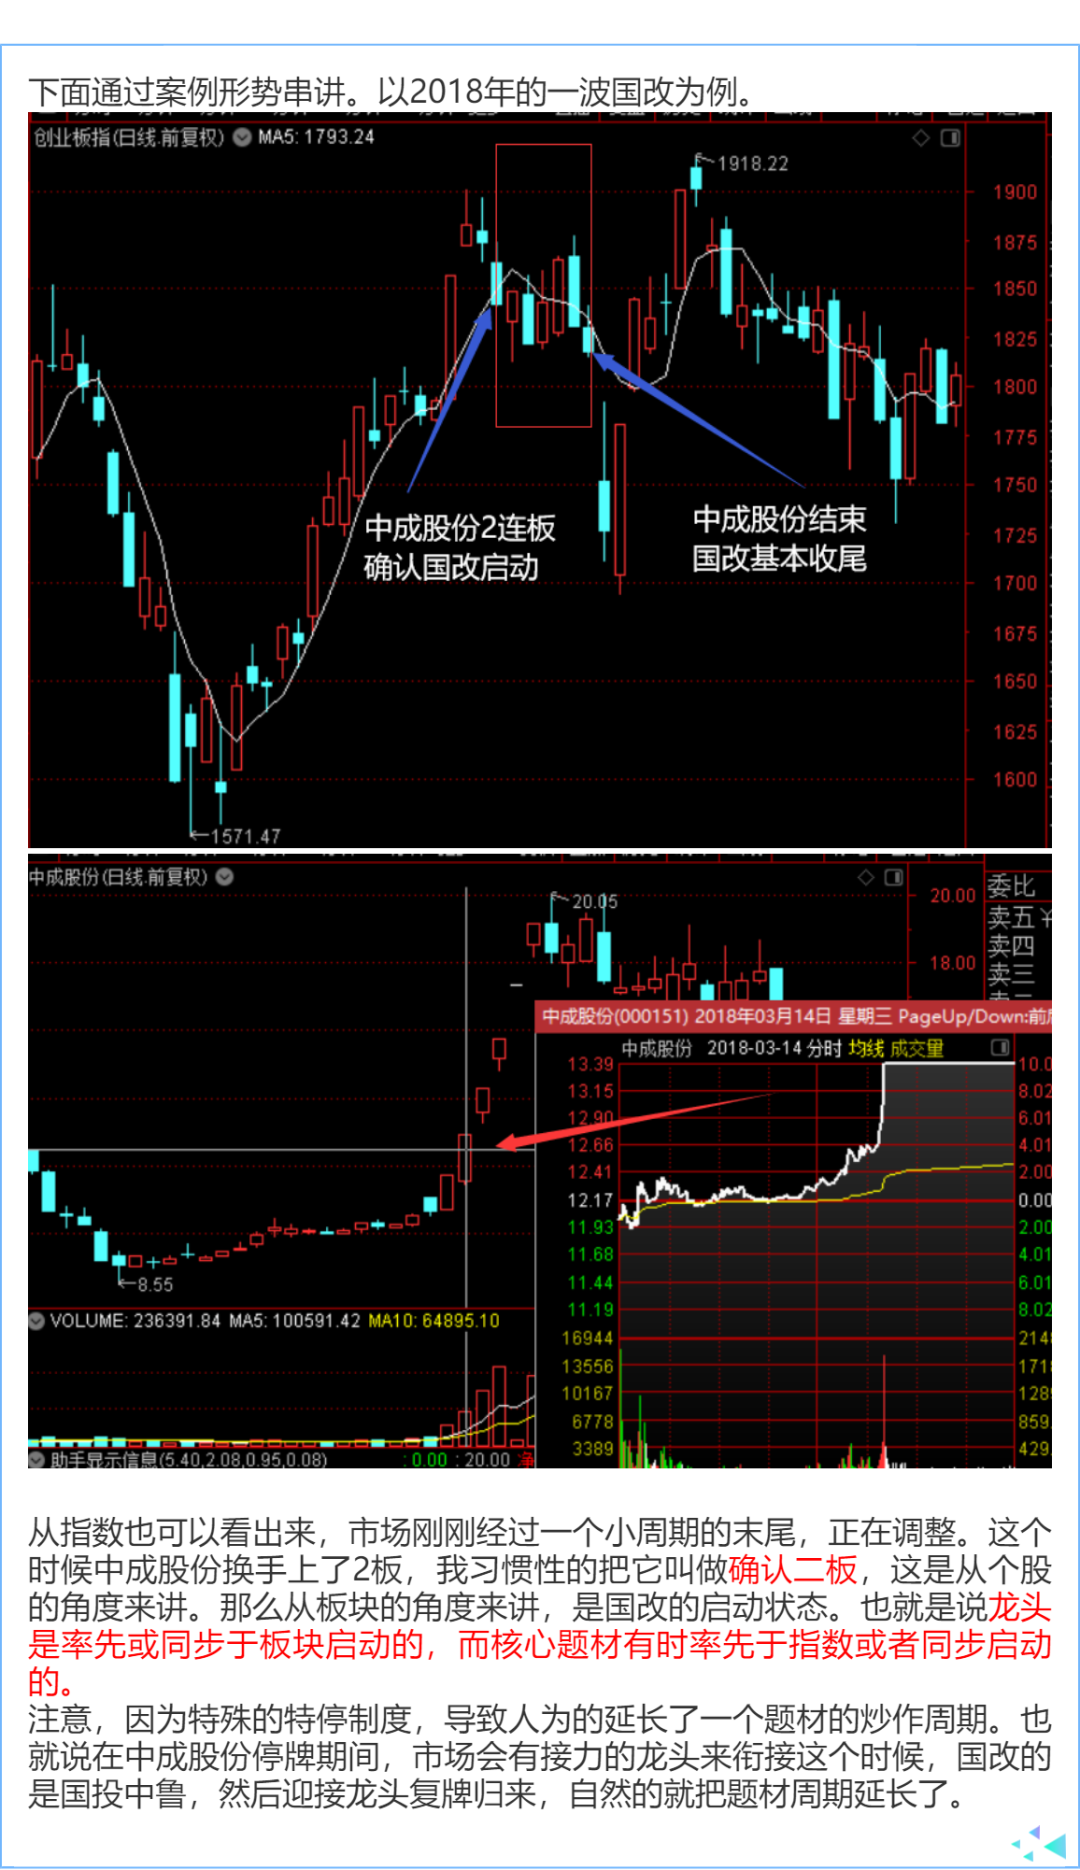 下面通过案例形势串讲。以2018年的一波国改为例。
创业板指(日线.前复权) MA5: 1793.24
1918.22
1900
1875
1850
1825
1800
1775
1750
1725
1700
1675
1650
1625
1600
中成股份2连板
确认国改启动
中成股份结束
国改基本收尾
1571.47
中成股份(日线.前复权)
20.05
20.00
18.00
委比
卖五
卖四
卖三
8.55
中成股份(000151) 2018年03月14日 星期三 PageUp/Down:前后
中成股份 2018-03-14 分时 均线 成交量
13.39 10.0
13.15 8.02
12.90 6.01
12.66 4.01
12.41 2.00
12.17 0.00
11.93 2.00
11.68 4.01
11.44 6.01
11.19 8.02
16944 2148
13556 1718
10167 1289
6778 859.
3389 429.
VOLUME: 236391.84 MA5: 100591.42 MA10: 64895.10
助手显示信息(5.40,2.08,0.95,0.08) : 0.00 : 20.00 净
从指数也可以看出来，市场刚刚经过一个小周期的末尾，正在调整。这个
时候中成股份换手上了2板，我习惯性的把它叫做确认二板，这是从个股
的角度来讲。那么从板块的角度来讲，是国改的启动状态。也就是说龙头
是率先或同步于板块启动的，而核心题材有时率先于指数或者同步启动
的。
注意，因为特殊的特停制度，导致人为的延长了一个题材的炒作周期。也
就说在中成股份停牌期间，市场会有接力的龙头来衔接这个时候，国改的
是国投中鲁，然后迎接龙头复牌归来，自然的就把题材周期延长了。